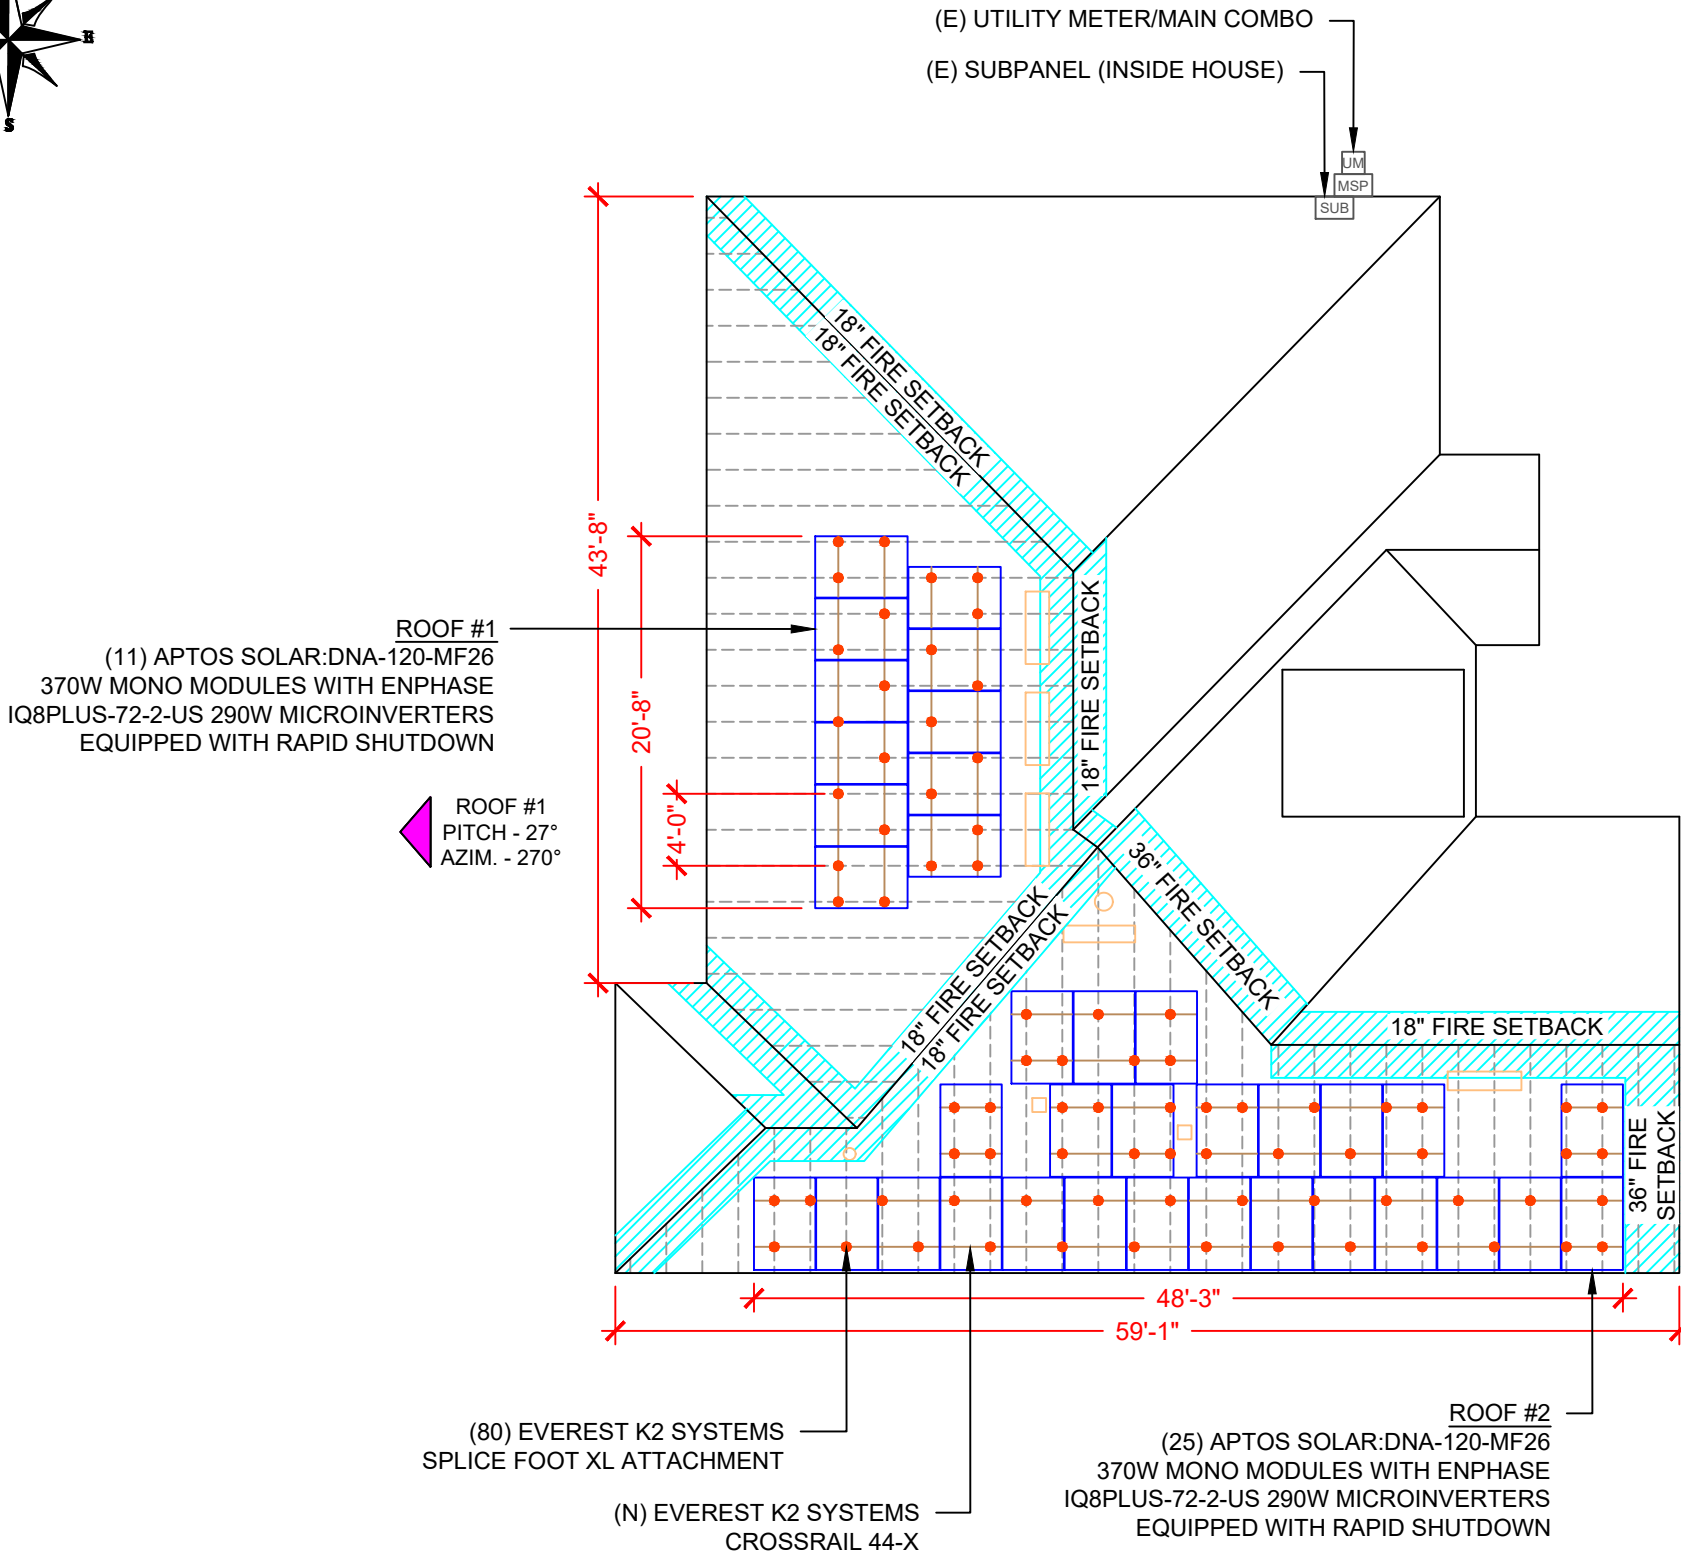 E
S
(E) UTILITY METER/MAIN COMBO
(E) SUBPANEL (INSIDE HOUSE)
UM
MSP
SUB
18" FIRE SETBACK
18" FIRE SETBACK
43'-8"
20'-8"
4'-0"
18" FIRE SETBACK
ROOF #1
(11) APTOS SOLAR:DNA-120-MF26
370W MONO MODULES WITH ENPHASE
IQ8PLUS-72-2-US 290W MICROINVERTERS
EQUIPPED WITH RAPID SHUTDOWN
ROOF #1
PITCH - 27°
AZIM. - 270°
36" FIRE SETBACK
18" FIRE SETBACK
18" FIRE SETBACK
18" FIRE SETBACK
36" FIRE
SETBACK
48'-3"
59'-1"
(80) EVEREST K2 SYSTEMS
SPLICE FOOT XL ATTACHMENT
(N) EVEREST K2 SYSTEMS
CROSSRAIL 44-X
ROOF #2
(25) APTOS SOLAR:DNA-120-MF26
370W MONO MODULES WITH ENPHASE
IQ8PLUS-72-2-US 290W MICROINVERTERS
EQUIPPED WITH RAPID SHUTDOWN